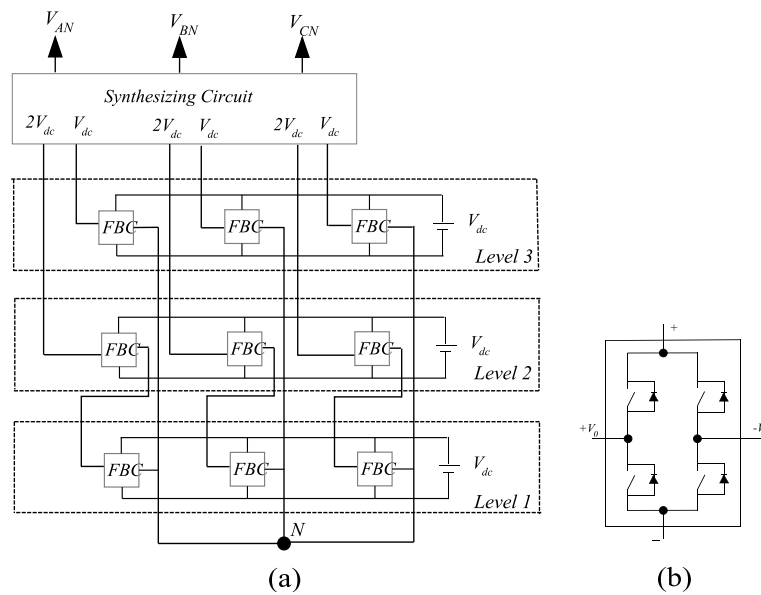 V_AN V_BN V_CN
Synthesizing Circuit
2V_dc V_dc 2V_dc V_dc 2V_dc V_dc
FBC FBC FBC V_dc
Level 3
FBC FBC FBC V_dc
Level 2
FBC FBC FBC V_dc
Level 1
N
+
+V_0 -V
–
(a) (b)